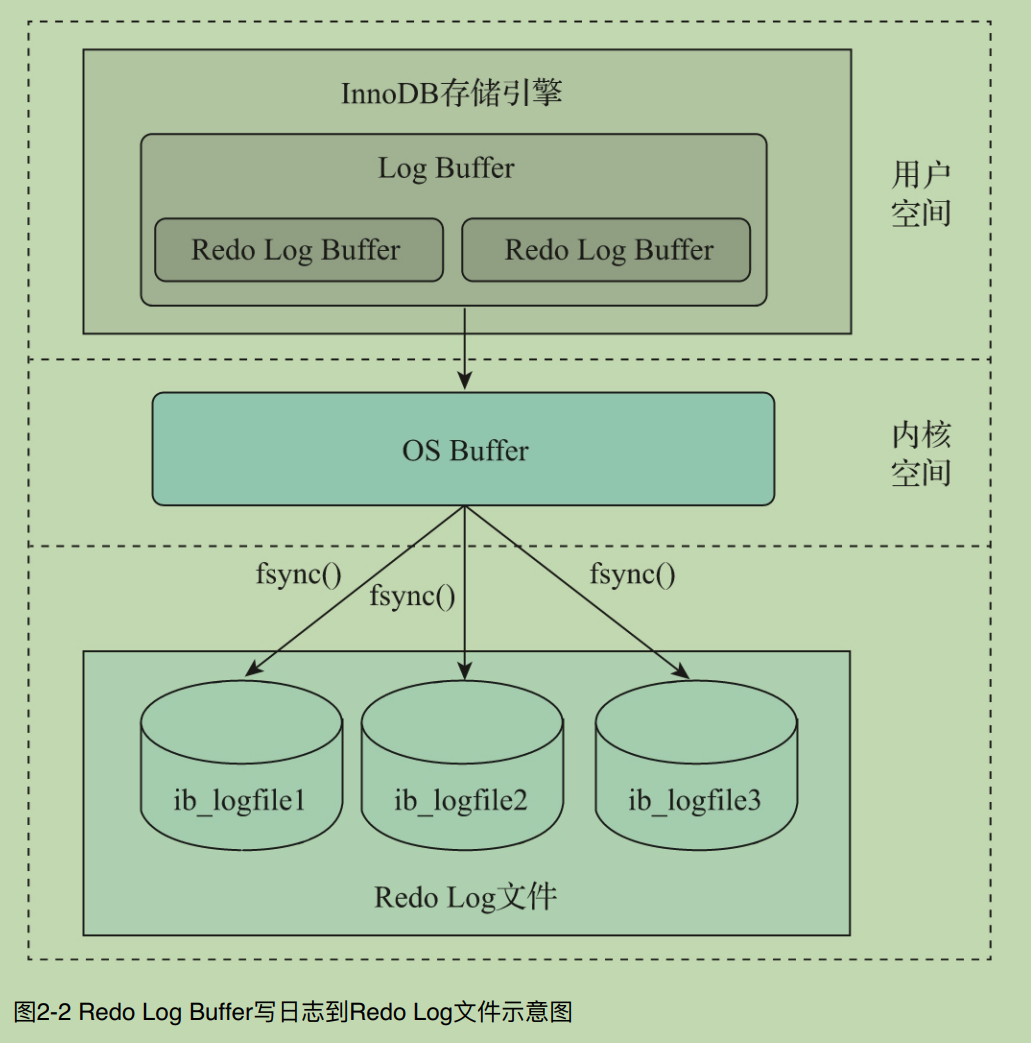 InnoDB存储引擎
Log Buffer
Redo Log Buffer
Redo Log Buffer
用户
空间
OS Buffer
内核
空间
fsync()
fsync()
fsync()
ib_logfile1
ib_logfile2
ib_logfile3
Redo Log文件
图2-2 Redo Log Buffer写日志到Redo Log文件示意图